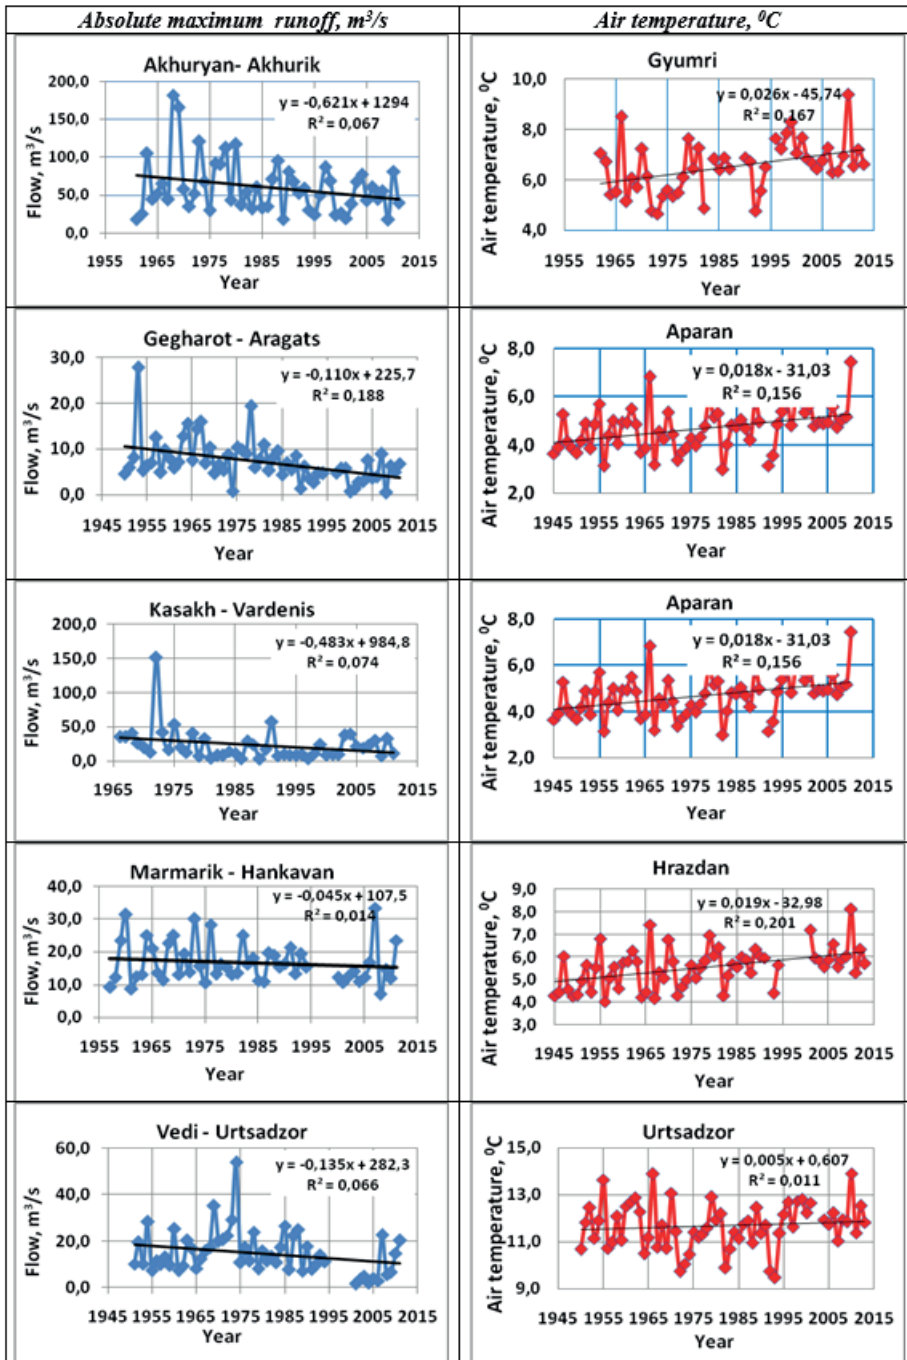 Absolute maximum runoff, m³/s
Air temperature, ⁰C
Akhuryan- Akhurik
y = -0,621x + 1294
R² = 0,067
Flow, m³/s
200,0
150,0
100,0
50,0
0,0
1955 1965 1975 1985 1995 2005 2015
Year
Gyumri
y = 0,026x - 45,74
R² = 0,167
Air temperature, ⁰C
10,0
8,0
6,0
4,0
1955 1965 1975 1985 1995 2005 2015
Year
Gegharot - Aragats
y = -0,110x + 225,7
R² = 0,188
Flow, m³/s
30,0
20,0
10,0
0,0
1945 1955 1965 1975 1985 1995 2005 2015
Year
Aparan
y = 0,018x - 31,03
R² = 0,156
Air temperature, ⁰C
8,0
6,0
4,0
2,0
1945 1955 1965 1975 1985 1995 2005 2015
Year
Kasakh - Vardenis
y = -0,483x + 984,8
R² = 0,074
Flow, m³/s
200,0
150,0
100,0
50,0
0,0
1965 1975 1985 1995 2005 2015
Year
Aparan
y = 0,018x - 31,03
R² = 0,156
Air temperature, ⁰C
8,0
6,0
4,0
2,0
1945 1955 1965 1975 1985 1995 2005 2015
Year
Marmarik - Hankavan
y = -0,045x + 107,5
R² = 0,014
Flow, m³/s
40,0
30,0
20,0
10,0
0,0
1955 1965 1975 1985 1995 2005 2015
Year
Hrazdan
y = 0,019x - 32,98
R² = 0,201
Air temperature, ⁰C
9,0
8,0
7,0
6,0
5,0
4,0
3,0
1945 1955 1965 1975 1985 1995 2005 2015
Year
Vedi - Urtsadzor
y = -0,135x + 282,3
R² = 0,066
Flow, m³/s
60,0
40,0
20,0
0,0
1945 1955 1965 1975 1985 1995 2005 2015
Year
Urtsadzor
y = 0,005x + 0,607
R² = 0,011
Air temperature, ⁰C
15,0
13,0
11,0
9,0
1945 1955 1965 1975 1985 1995 2005 2015
Year